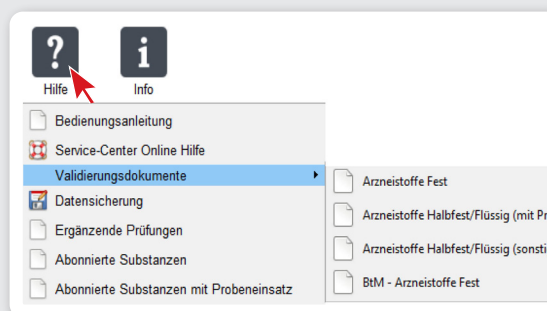 ?
i
Hilfe
Info
Bedienungsanleitung
Service-Center Online Hilfe
Validierungsdokumente
Datensicherung
Ergänzende Prüfungen
Abonnierte Substanzen
Abonnierte Substanzen mit Probeneinsatz
Arzneistoffe Fest
Arzneistoffe Halbfest/Flüssig (mit Pr
Arzneistoffe Halbfest/Flüssig (sonsti
BtM - Arzneistoffe Fest